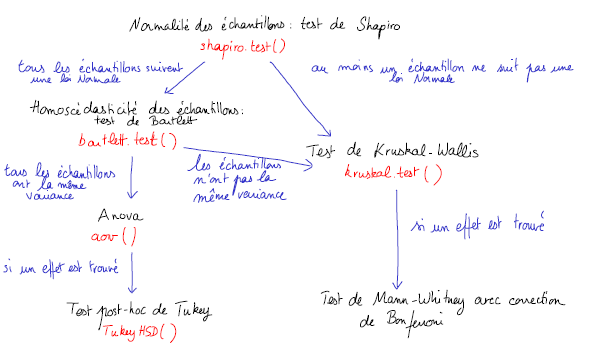 Normalité des échantillons : test de Shapiro
shapiro.test()
tous les échantillons suivent
une loi Normale
au moins un échantillon ne suit pas une
loi Normale
Homoscédasticité des échantillons :
test de Bartlett
bartlett.test()
tous les échantillons
ont la même
variance
les échantillons
n'ont pas la
même variance
Test de Kruskal-Wallis
kruskal.test()
Anova
aov()
si un effet est trouvé
si un effet est trouvé
Test post-hoc de Tukey
TukeyHSD()
Test de Mann-Whitney avec correction
de Bonferroni